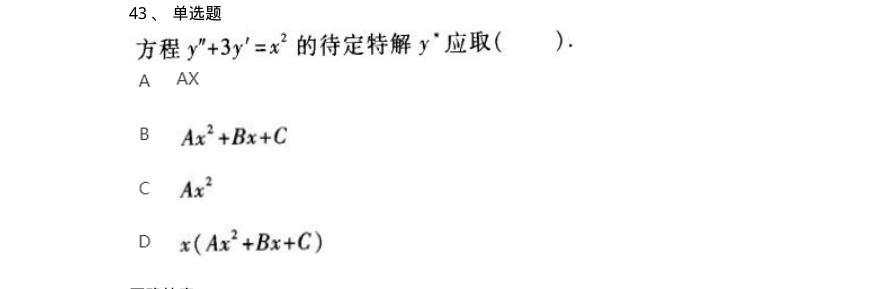 43、 单选题
方程 y″+3y′=x² 的待定特解 y* 应取(  ).
A AX
B Ax²+Bx+C
C Ax²
D x(Ax²+Bx+C)